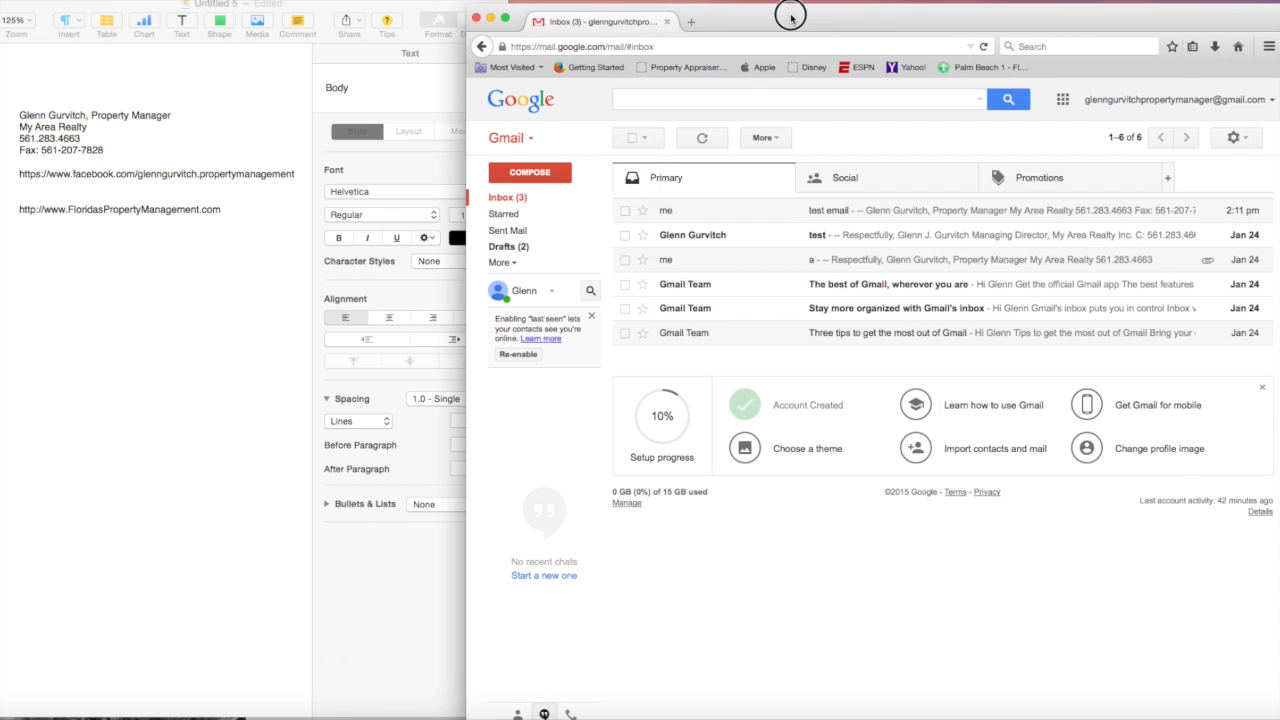 Untitled 5 — Edited
125%
Zoom Insert Table Chart Text Shape Media Comment Share Tips Format
Glenn Gurvitch, Property Manager
My Area Realty
561.283.4663
Fax: 561-207-7828
https://www.facebook.com/glenngurvitch.propertymanagement
http://www.FloridasPropertyManagement.com
Text
Body
Style Layout
Font
Helvetica
Regular
B I U
Character Styles None
Alignment
Spacing 1.0 - Single
Lines
Before Paragraph
After Paragraph
Bullets & Lists None
Inbox (3) - glenngurvitchpro...
https://mail.google.com/mail/#inbox
Search
Most Visited Getting Started Property Appraiser... Apple Disney ESPN Yahoo! Palm Beach 1 - Fl...
Google
glenngurvitchpropertymanager@gmail.com
Gmail
More
1–6 of 6
COMPOSE
Inbox (3)
Starred
Sent Mail
Drafts (2)
More
Glenn
Enabling "last seen" lets
your contacts see you're
online. Learn more
Re-enable
No recent chats
Start a new one
Primary Social Promotions +
me test email - -- Glenn Gurvitch, Property Manager My Area Realty 561.283.4663 Fax: 561-207-7 2:11 pm
Glenn Gurvitch test - -- Respectfully, Glenn J. Gurvitch Managing Director, My Area Realty Inc. C: 561.283.466 Jan 24
me a - -- Respectfully, Glenn Gurvitch, Property Manager My Area Realty 561.283.4663 Jan 24
Gmail Team The best of Gmail, wherever you are - Hi Glenn Get the official Gmail app The best features Jan 24
Gmail Team Stay more organized with Gmail's inbox - Hi Glenn Gmail's inbox puts you in control Inbox Jan 24
Gmail Team Three tips to get the most out of Gmail - Hi Glenn Tips to get the most out of Gmail Bring your Jan 24
10%
Setup progress
Account Created
Learn how to use Gmail
Get Gmail for mobile
Choose a theme
Import contacts and mail
Change profile image
0 GB (0%) of 15 GB used
Manage
©2015 Google - Terms - Privacy
Last account activity: 42 minutes ago
Details